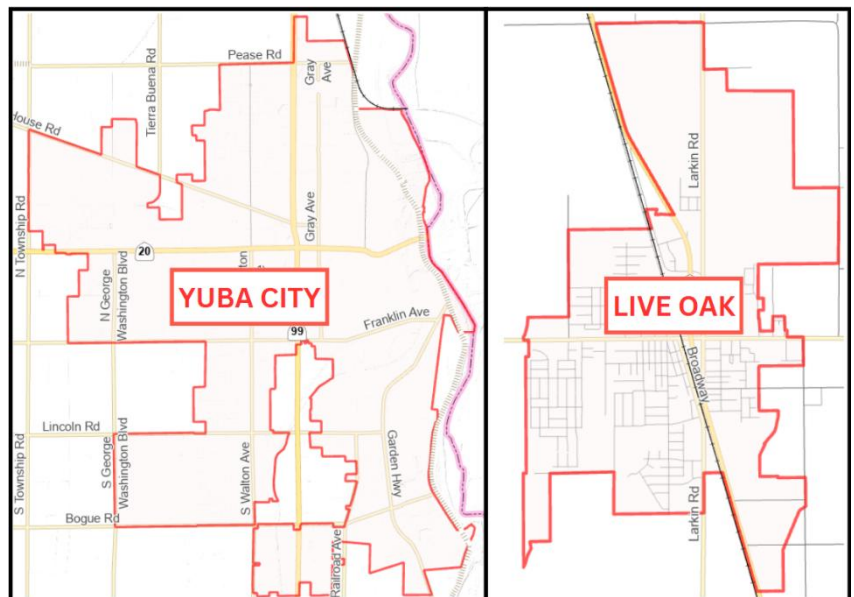 Pease Rd
Gray
Ave
Tierra Buena Rd
House Rd
N Township Rd
20
Gray Ave
N George
Washington Blvd
YUBA CITY
99
Franklin Ave
Lincoln Rd
S Township Rd
S George
Washington Blvd
S Walton Ave
Garden Hwy
Bogue Rd
Railroad Ave
Larkin Rd
LIVE OAK
Broadway
Larkin Rd